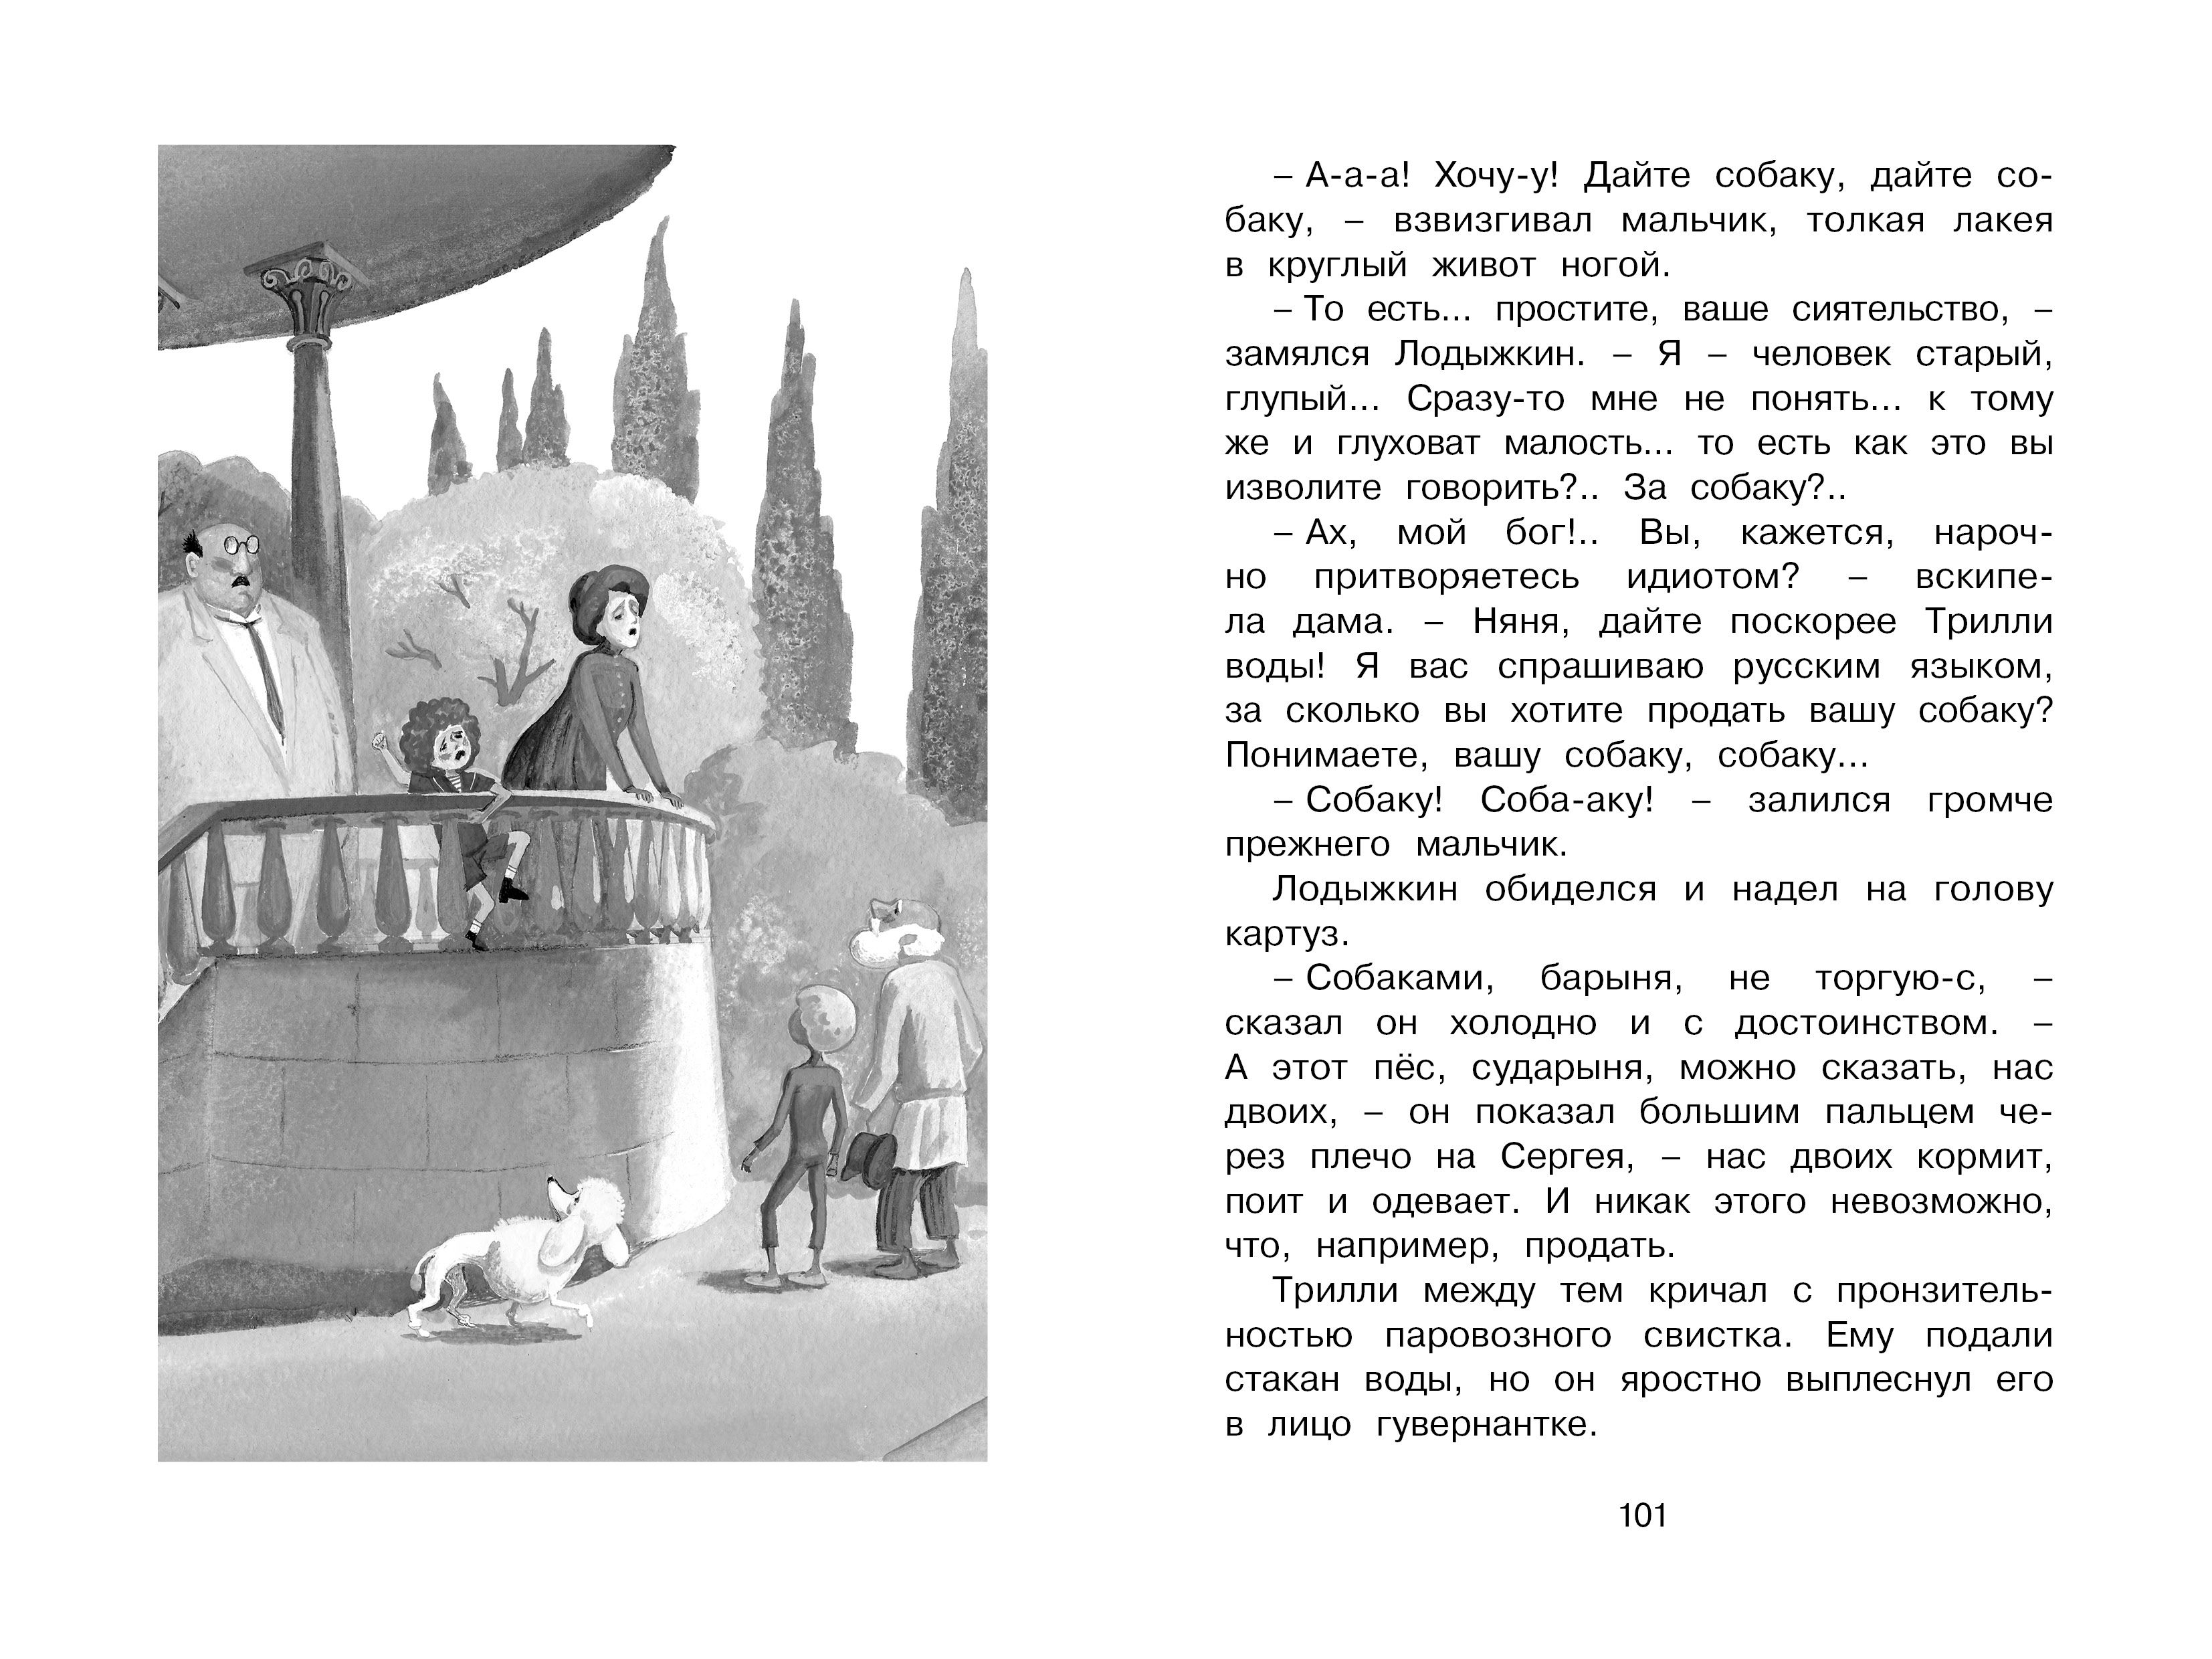 – А-а-а! Хочу-у! Дайте собаку, дайте со-
баку, – взвизгивал мальчик, толкая лакея
в круглый живот ногой.
– То есть... простите, ваше сиятельство, –
замялся Лодыжкин. – Я – человек старый,
глупый... Сразу-то мне не понять... к тому
же и глуховат малость... то есть как это вы
изволите говорить?.. За собаку?..
– Ах, мой бог!.. Вы, кажется, нароч-
но притворяетесь идиотом? – вскипе-
ла дама. – Няня, дайте поскорее Трилли
воды! Я вас спрашиваю русским языком,
за сколько вы хотите продать вашу собаку?
Понимаете, вашу собаку, собаку...
– Собаку! Соба-аку! – залился громче
прежнего мальчик.
Лодыжкин обиделся и надел на голову
картуз.
– Собаками, барыня, не торгую-с, –
сказал он холодно и с достоинством. –
А этот пёс, сударыня, можно сказать, нас
двоих, – он показал большим пальцем че-
рез плечо на Сергея, – нас двоих кормит,
поит и одевает. И никак этого невозможно,
что, например, продать.
Трилли между тем кричал с пронзитель-
ностью паровозного свистка. Ему подали
стакан воды, но он яростно выплеснул его
в лицо гувернантке.
101